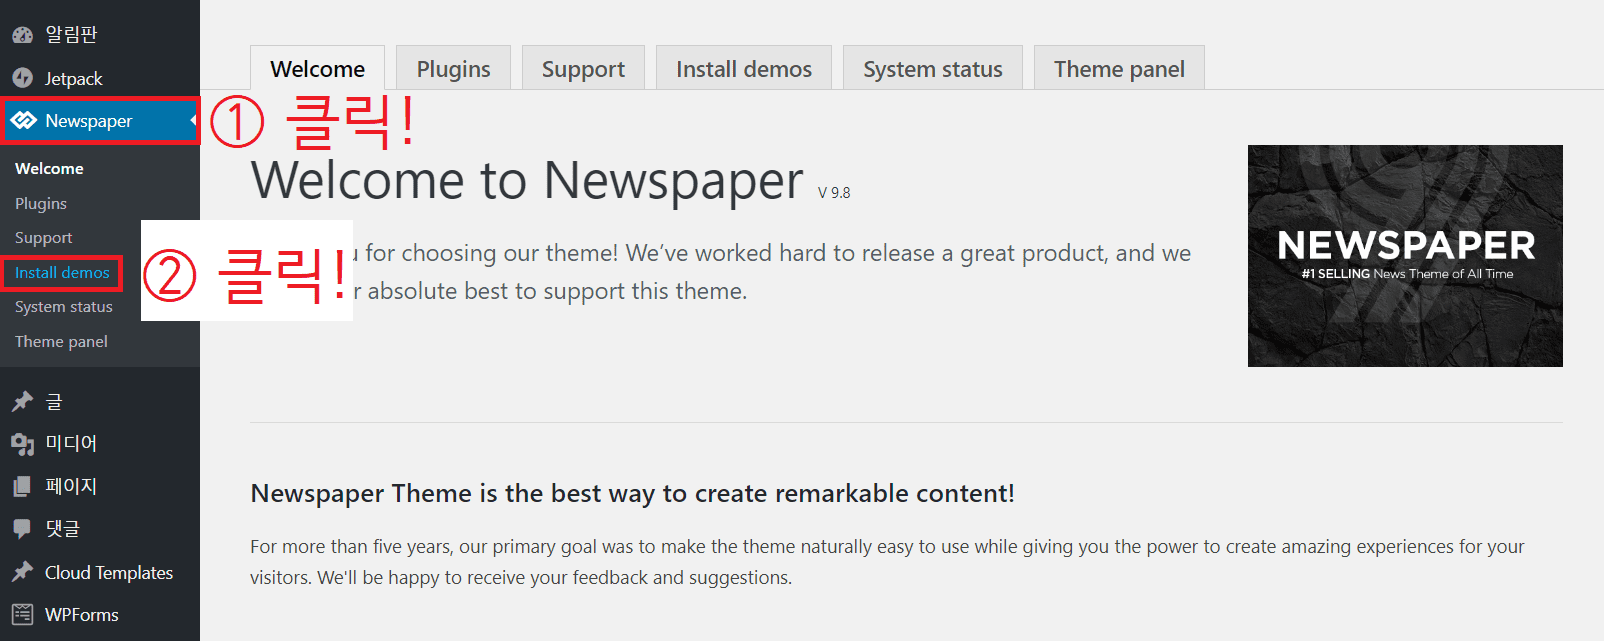 알림판
Jetpack
Newspaper
① 클릭!
Welcome
Plugins
Support
Install demos
② 클릭!
System status
Theme panel
글
미디어
페이지
댓글
Cloud Templates
WPForms
Welcome
Plugins
Support
Install demos
System status
Theme panel
Welcome to Newspaper V 9.8
for choosing our theme! We’ve worked hard to release a great product, and we
absolute best to support this theme.
NEWSPAPER
#1 SELLING News Theme of All Time
Newspaper Theme is the best way to create remarkable content!
For more than five years, our primary goal was to make the theme naturally easy to use while giving you the power to create amazing experiences for your
visitors. We'll be happy to receive your feedback and suggestions.